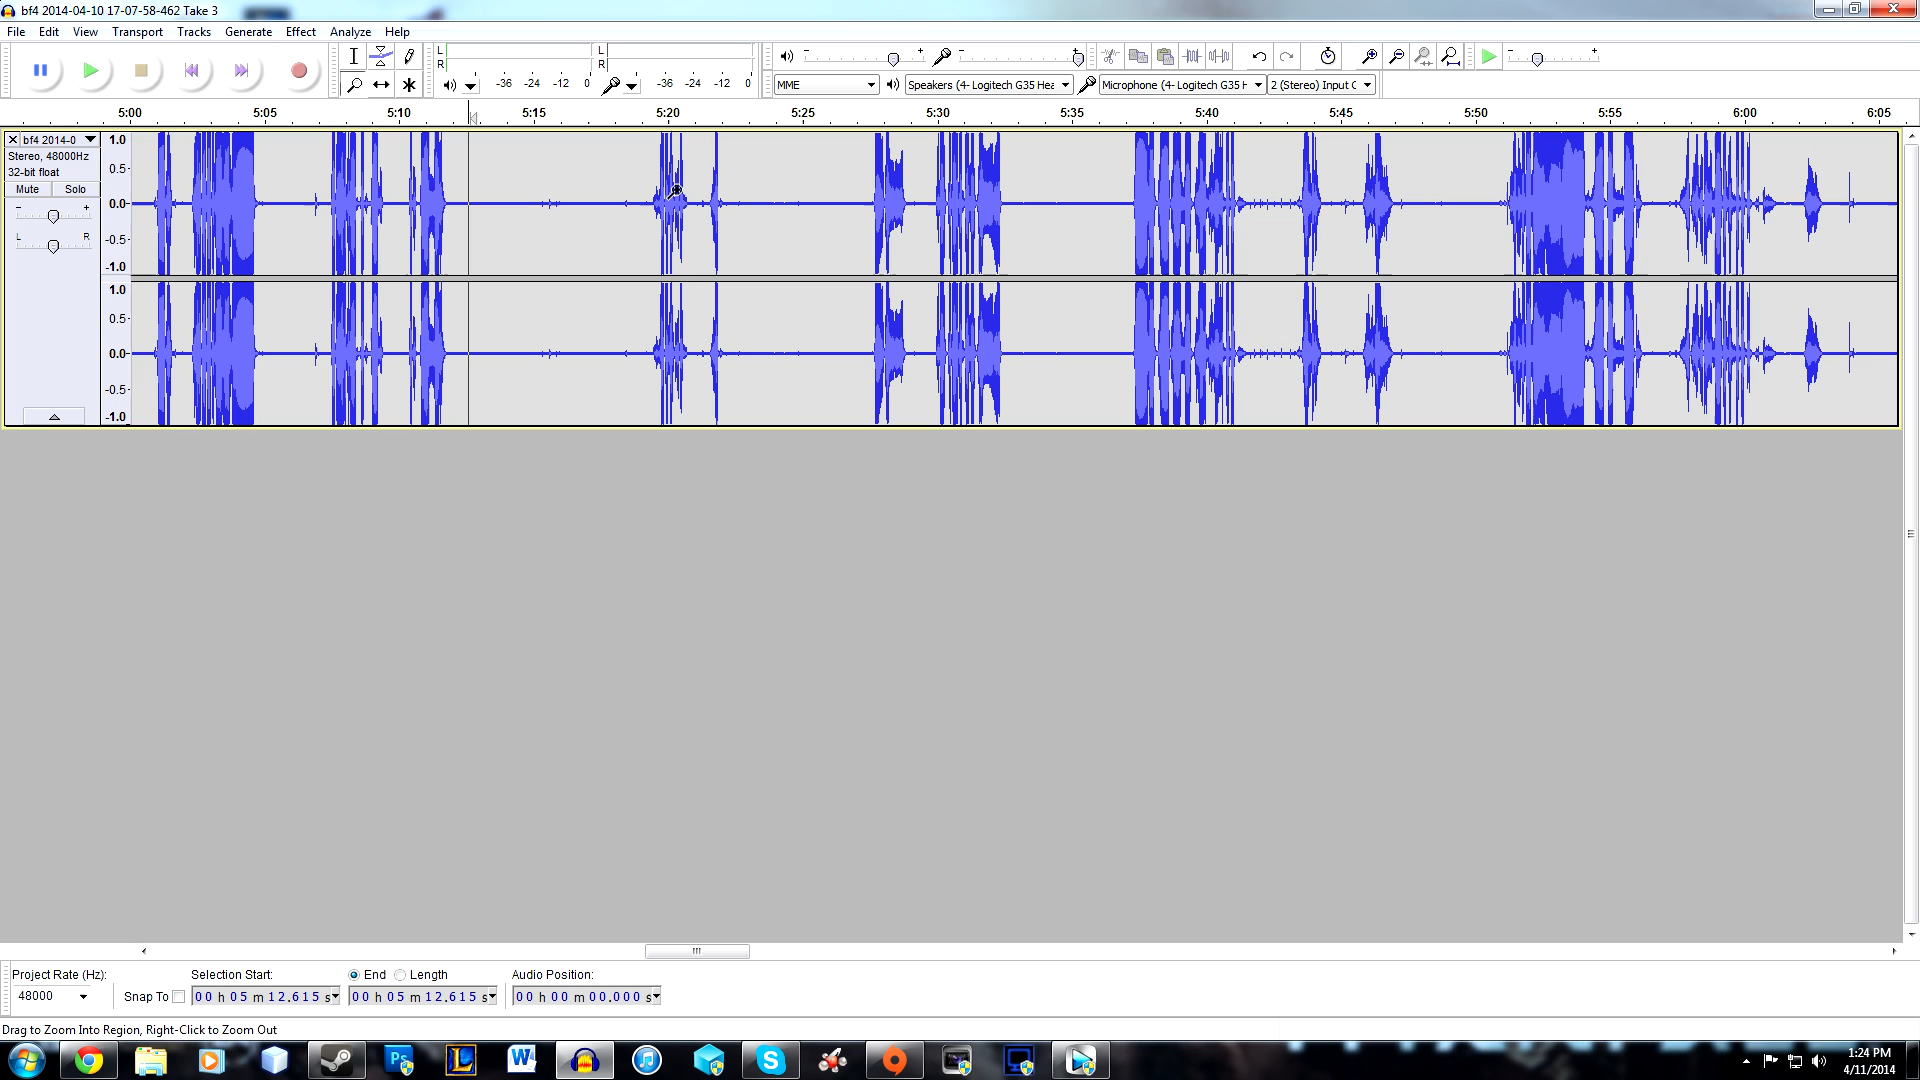 bf4 2014-04-10 17-07-58-462 Take 3
File Edit View Transport Tracks Generate Effect Analyze Help
L
R
L
R
-36 -24 -12 0
-36 -24 -12 0
MME
Speakers (4- Logitech G35 Hea
Microphone (4- Logitech G35 H
2 (Stereo) Input C
5:00 5:05 5:10 5:15 5:20 5:25 5:30 5:35 5:40 5:45 5:50 5:55 6:00 6:05
bf4 2014-0
Stereo, 48000Hz
32-bit float
Mute Solo
- +
L R
1.0
0.5-
0.0-
-0.5-
-1.0
1.0
0.5-
0.0-
-0.5-
-1.0
Project Rate (Hz):
48000
Snap To
Selection Start:
00 h 05 m 12.615 s
End Length
00 h 05 m 12.615 s
Audio Position:
00 h 00 m 00.000 s
Drag to Zoom Into Region, Right-Click to Zoom Out
Ps
L
W
S
1:24 PM
4/11/2014